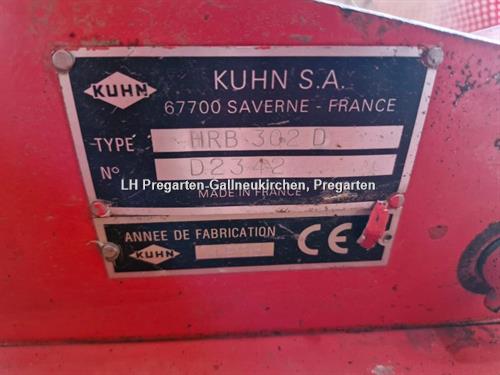 KUHN
KUHN S.A.
67700 SAVERNE - FRANCE
TYPE HRB 302 D
N° D2342
LH Pregarten-Gallneukirchen, Pregarten
MADE IN FRANCE
ANNEE DE FABRICATION
KUHN
CE